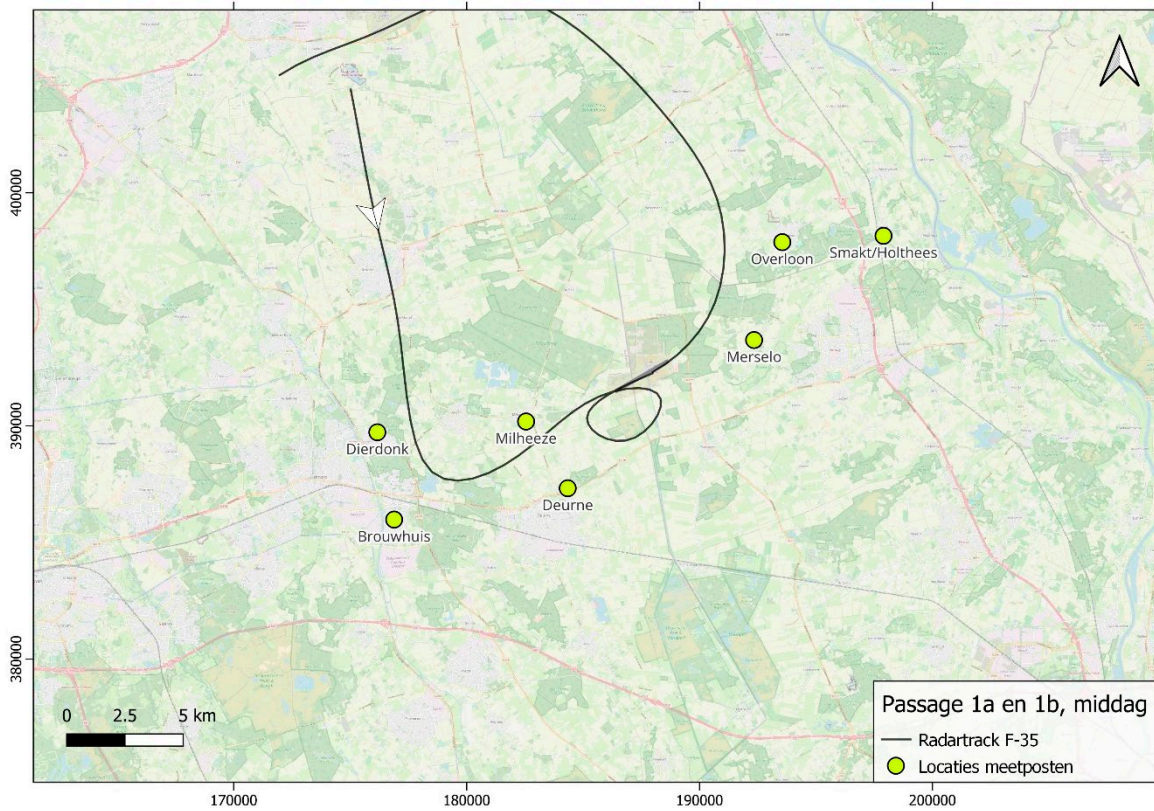 400000
390000
380000
Overloon
Smakt/Holthees
Merselo
Milheeze
Dierdonk
Deurne
Brouwhuis
0 2.5 5 km
Passage 1a en 1b, middag
Radartrack F-35
Locaties meetposten
170000 180000 190000 200000